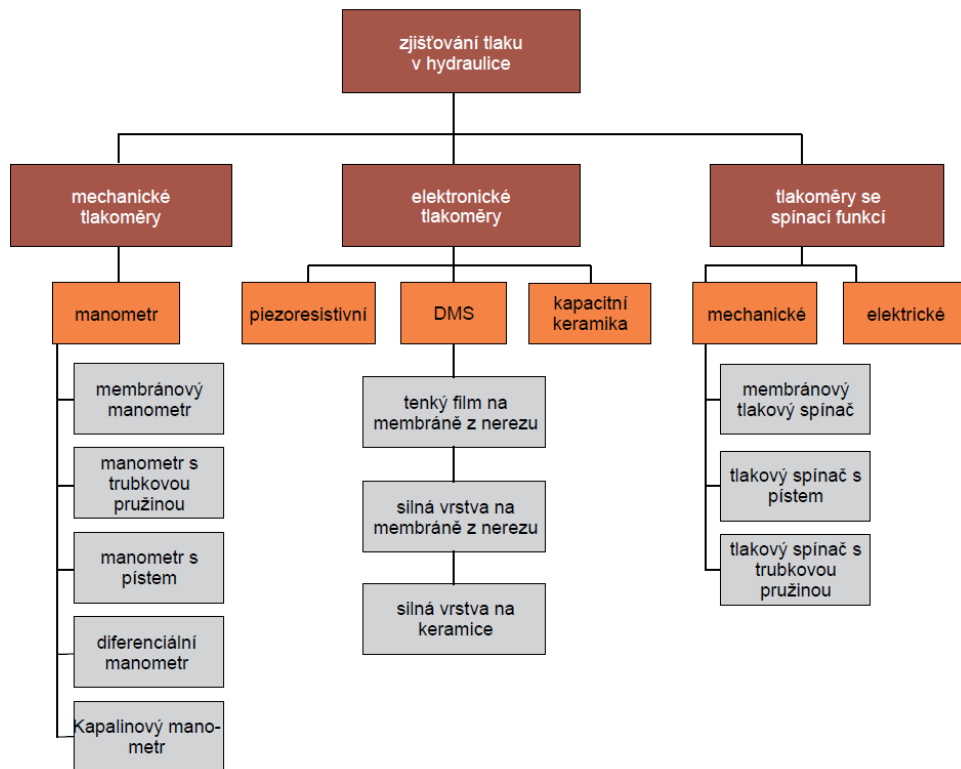 zjišťování tlaku
v hydraulice
mechanické
tlakoměry
elektronické
tlakoměry
tlakoměry se
spínací funkcí
manometr
piezoresistivní
DMS
kapacitní
keramika
mechanické
elektrické
membránový
manometr
manometr s
trubkovou
pružinou
manometr s
pístem
diferenciální
manometr
Kapalinový mano-
metr
tenký film na
membráně z nerezu
silná vrstva na
membráně z nerezu
silná vrstva na
keramice
membránový
tlakový spínač
tlakový spínač s
pístem
tlakový spínač s
trubkovou
pružinou